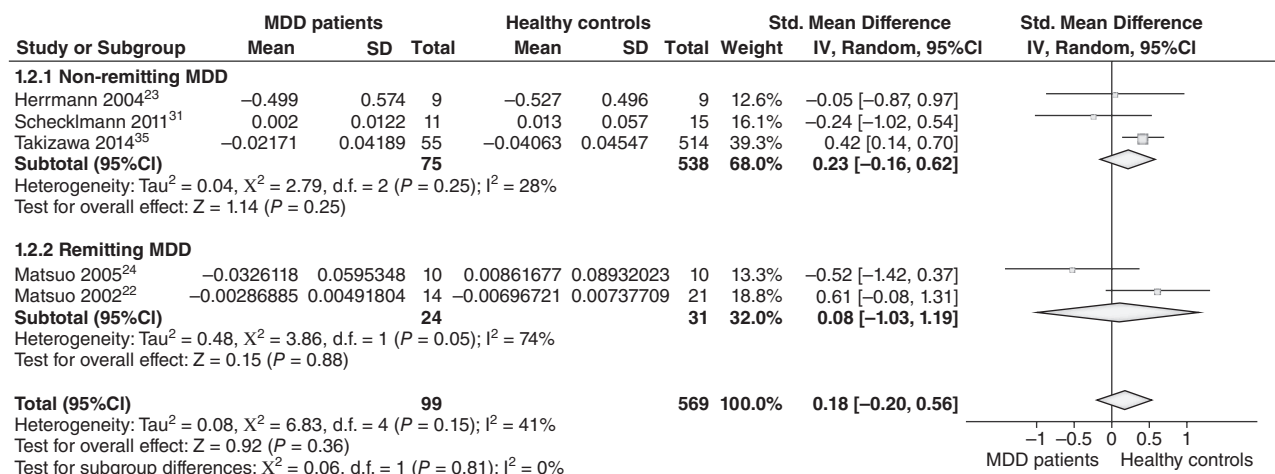 MDD patients Healthy controls Std. Mean Difference Std. Mean Difference
Study or Subgroup Mean SD Total Mean SD Total Weight IV, Random, 95%CI IV, Random, 95%CI
1.2.1 Non-remitting MDD
Herrmann 2004²³ –0.499 0.574 9 –0.527 0.496 9 12.6% –0.05 [–0.87, 0.97]
Schecklmann 2011³¹ 0.002 0.0122 11 0.013 0.057 15 16.1% –0.24 [–1.02, 0.54]
Takizawa 2014³⁵ –0.02171 0.04189 55 –0.04063 0.04547 514 39.3% 0.42 [0.14, 0.70]
Subtotal (95%CI) 75 538 68.0% 0.23 [–0.16, 0.62]
Heterogeneity: Tau² = 0.04, X² = 2.79, d.f. = 2 (P = 0.25); I² = 28%
Test for overall effect: Z = 1.14 (P = 0.25)
1.2.2 Remitting MDD
Matsuo 2005²⁴ –0.0326118 0.0595348 10 0.00861677 0.08932023 10 13.3% –0.52 [–1.42, 0.37]
Matsuo 2002²² –0.00286885 0.00491804 14 –0.00696721 0.00737709 21 18.8% 0.61 [–0.08, 1.31]
Subtotal (95%CI) 24 31 32.0% 0.08 [–1.03, 1.19]
Heterogeneity: Tau² = 0.48, X² = 3.86, d.f. = 1 (P = 0.05); I² = 74%
Test for overall effect: Z = 0.15 (P = 0.88)
Total (95%CI) 99 569 100.0% 0.18 [–0.20, 0.56]
Heterogeneity: Tau² = 0.08, X² = 6.83, d.f. = 4 (P = 0.15); I² = 41%
Test for overall effect: Z = 0.92 (P = 0.36)
Test for subgroup differences: X² = 0.06, d.f. = 1 (P = 0.81); I² = 0%
–1 –0.5 0 0.5 1
MDD patients Healthy controls